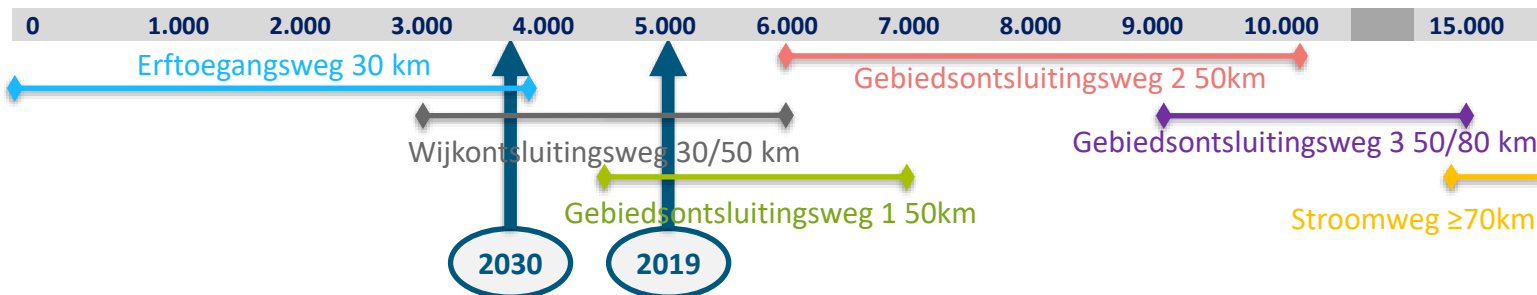 0 1.000 2.000 3.000 4.000 5.000 6.000 7.000 8.000 9.000 10.000 15.000
Erftoegangsweg 30 km
Gebiedsontsluitingsweg 2 50km
Wijkontsluitingsweg 30/50 km
Gebiedsontsluitingsweg 3 50/80 km
Gebiedsontsluitingsweg 1 50km
Stroomweg ≥70km
2030
2019